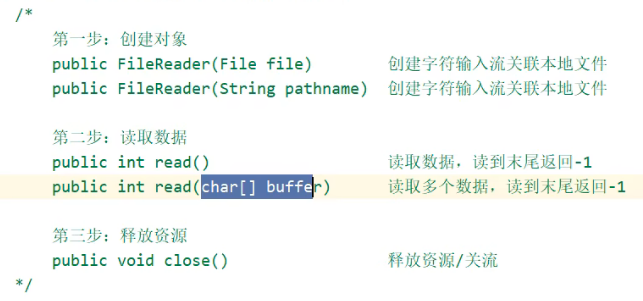 /*
第一步：创建对象
public FileReader(File file) 创建字符输入流关联本地文件
public FileReader(String pathname) 创建字符输入流关联本地文件
第二步：读取数据
public int read() 读取数据，读到末尾返回-1
public int read(char[] buffer) 读取多个数据，读到末尾返回-1
第三步：释放资源
public void close() 释放资源/关流
*/